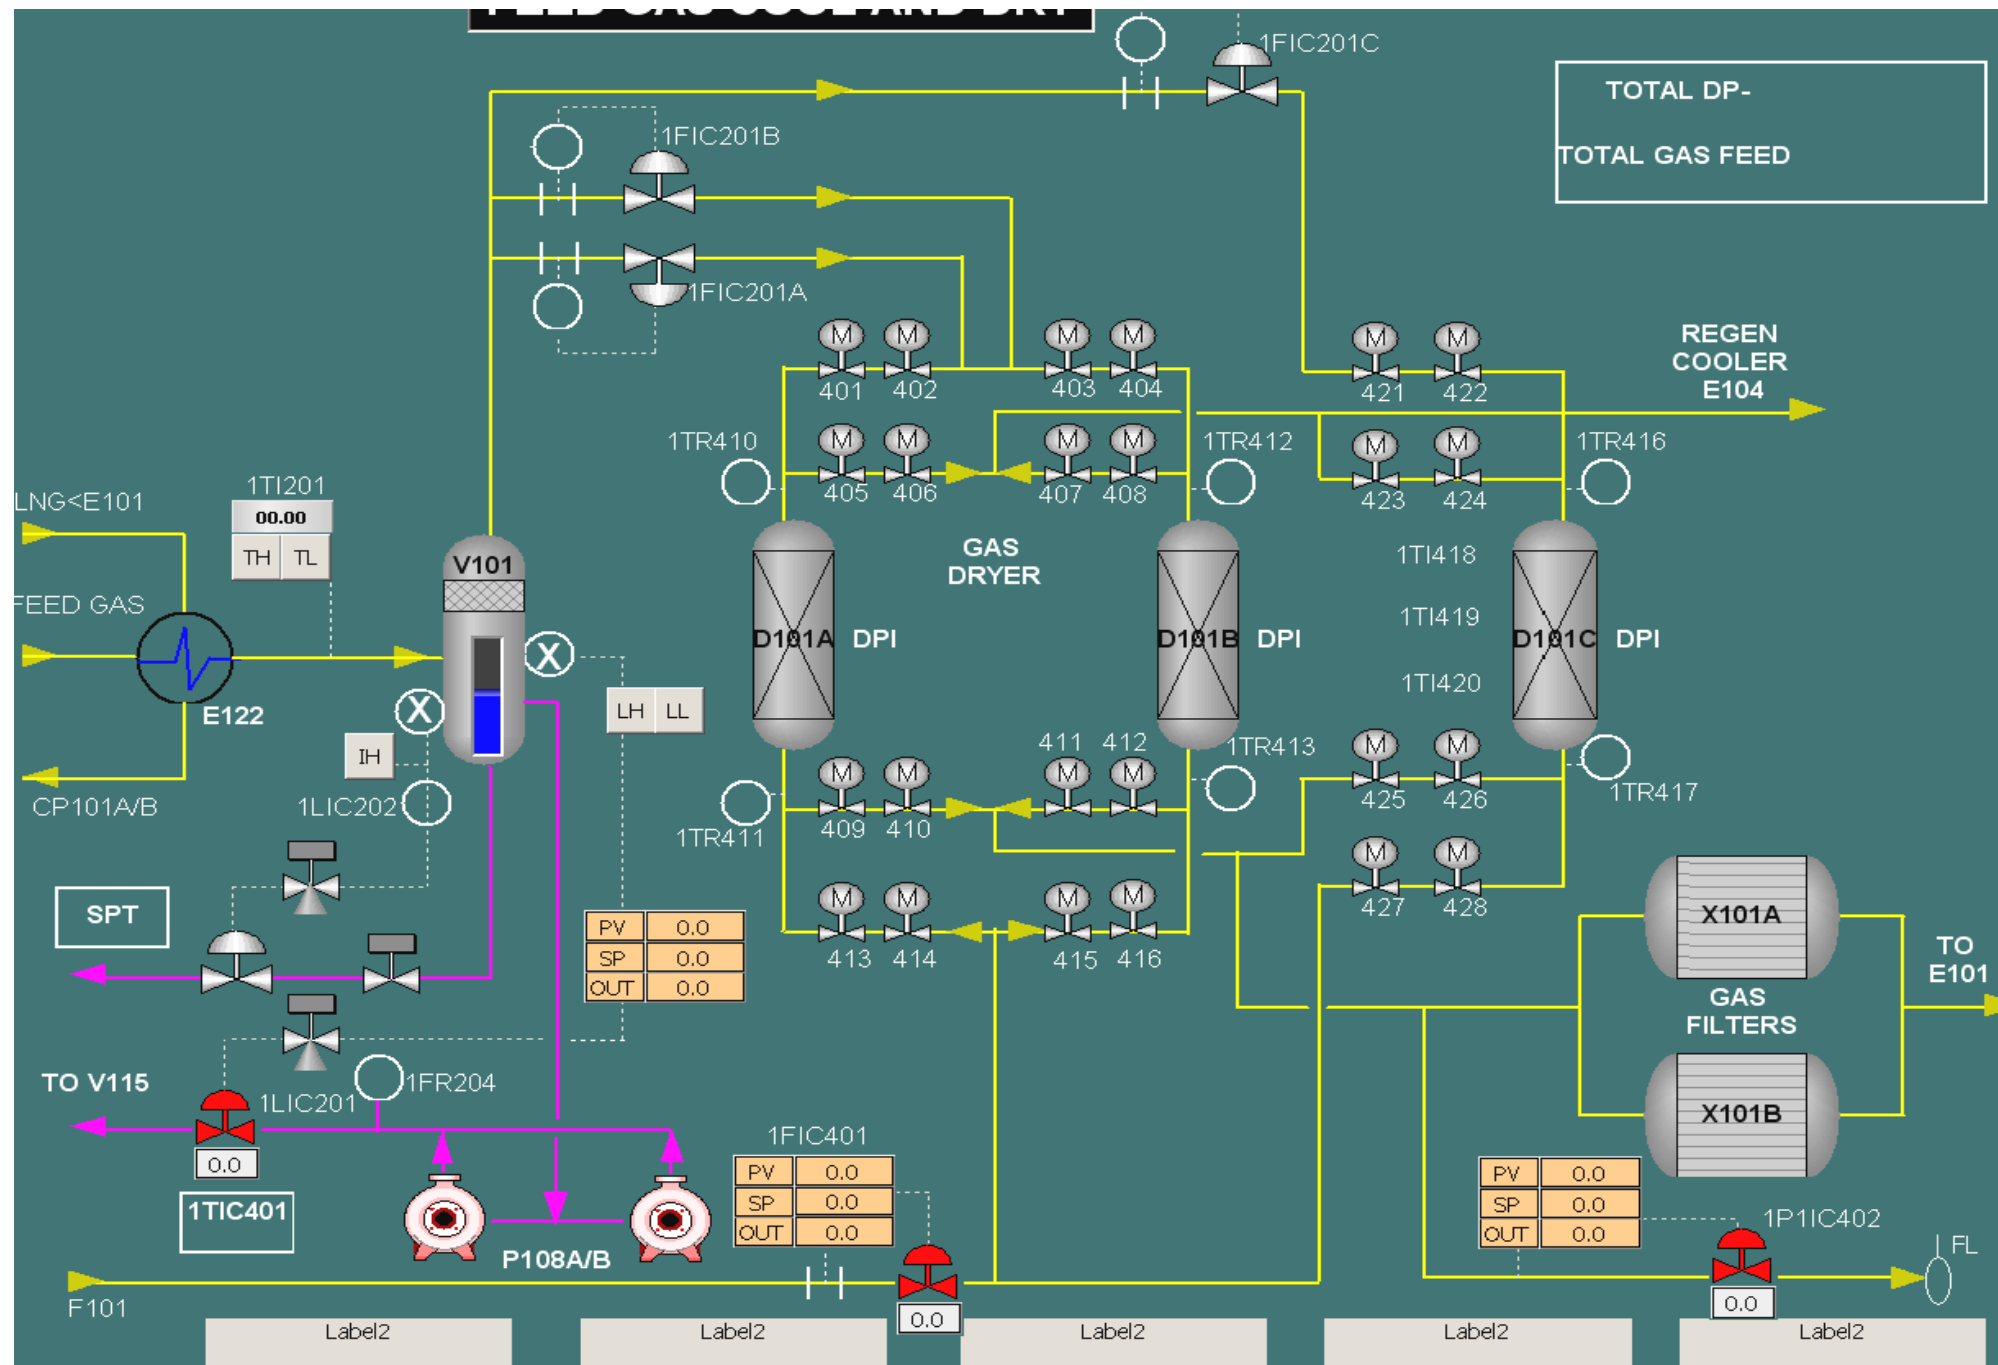 FEED GAS COOL AND DRY
1FIC201C
TOTAL DP-
TOTAL GAS FEED
1FIC201B
1FIC201A
M M M M M M
401 402 403 404 421 422
REGEN
COOLER
E104
1TR410 M M M M 1TR412 M M 1TR416
405 406 407 408 423 424
LNG<E101
1TI201
00.00
TH TL
V101
GAS
DRYER
1TI418
FEED GAS
1TI419
D101A DPI D101B DPI D101C DPI
X
1TI420
E122
X
LH LL
IH
411 412
1TR413
M M M M M M
CP101A/B
1LIC202
1TR411
409 410
425 426
1TR417
M M
427 428
SPT
M M M M
413 414 415 416
PV 0.0
SP 0.0
OUT 0.0
X101A
TO
E101
GAS
FILTERS
TO V115
1FR204
1LIC201
X101B
0.0
1TIC401
1FIC401
PV 0.0
SP 0.0
OUT 0.0
PV 0.0
SP 0.0
OUT 0.0
1P1IC402
P108A/B
FL
F101
0.0
0.0
Label2 Label2 Label2 Label2 Label2